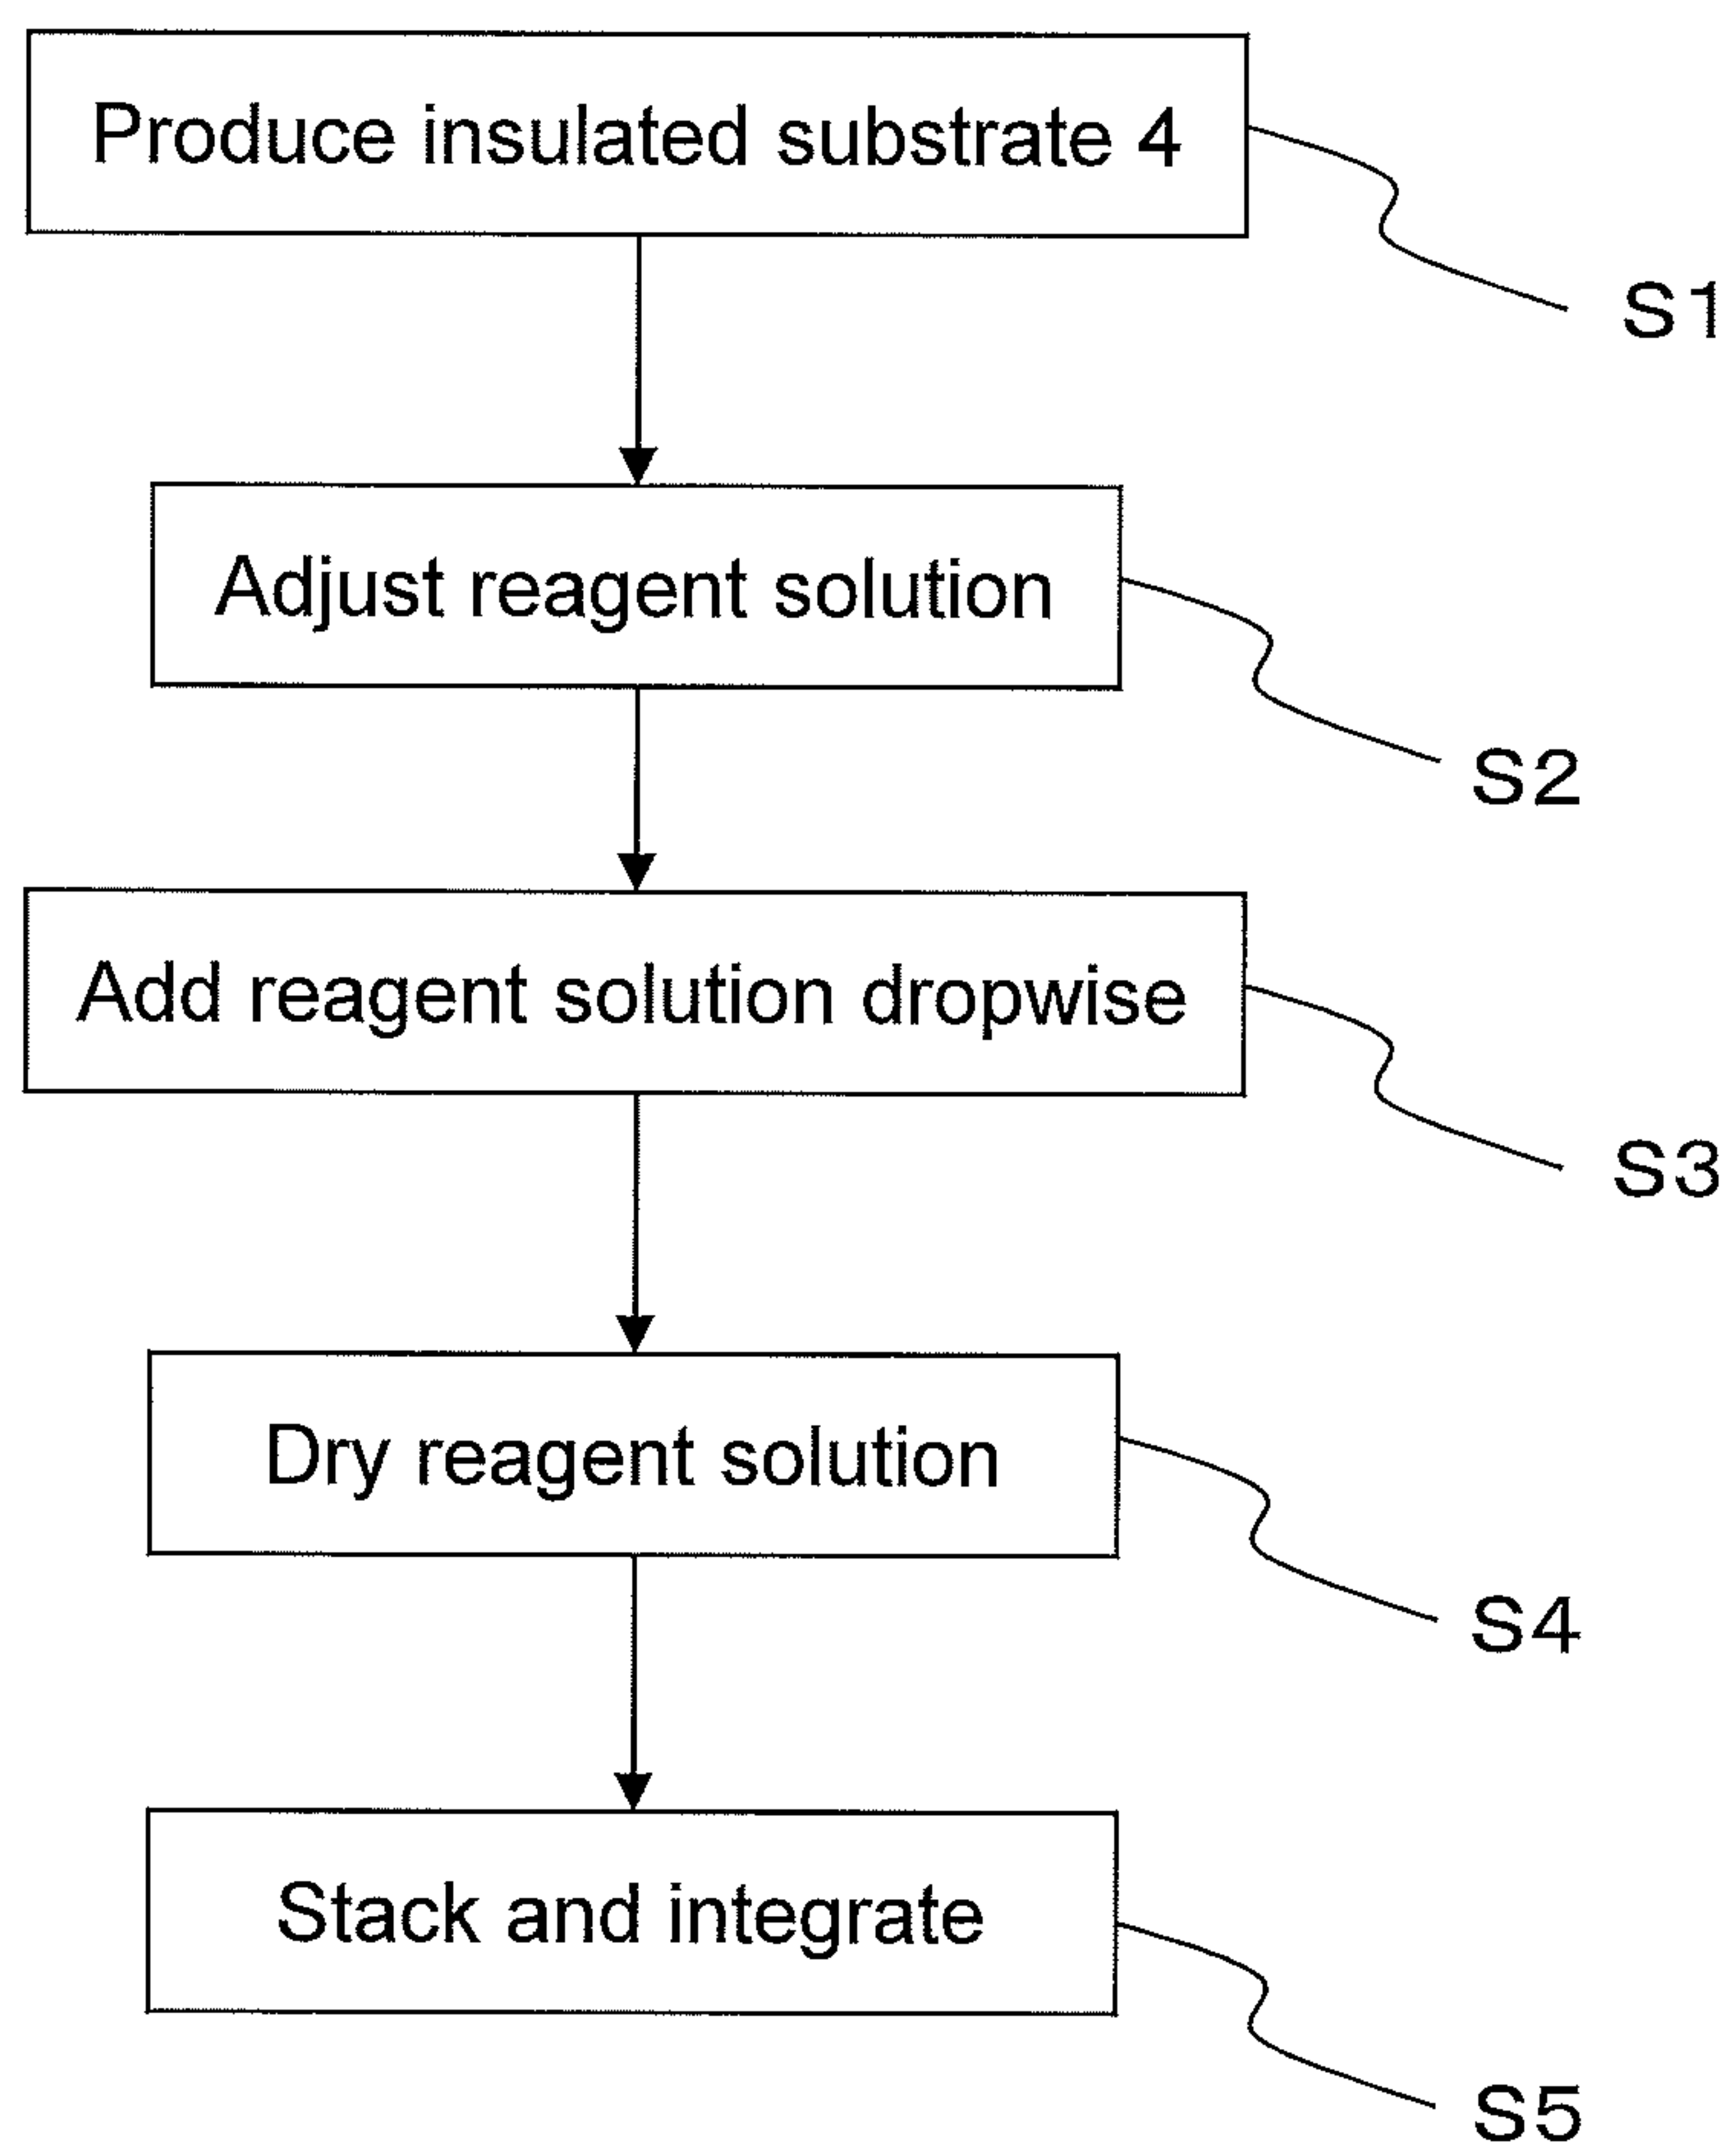 Produce insulated substrate 4
S1
Adjust reagent solution
S2
Add reagent solution dropwise
S3
Dry reagent solution
S4
Stack and integrate
S5